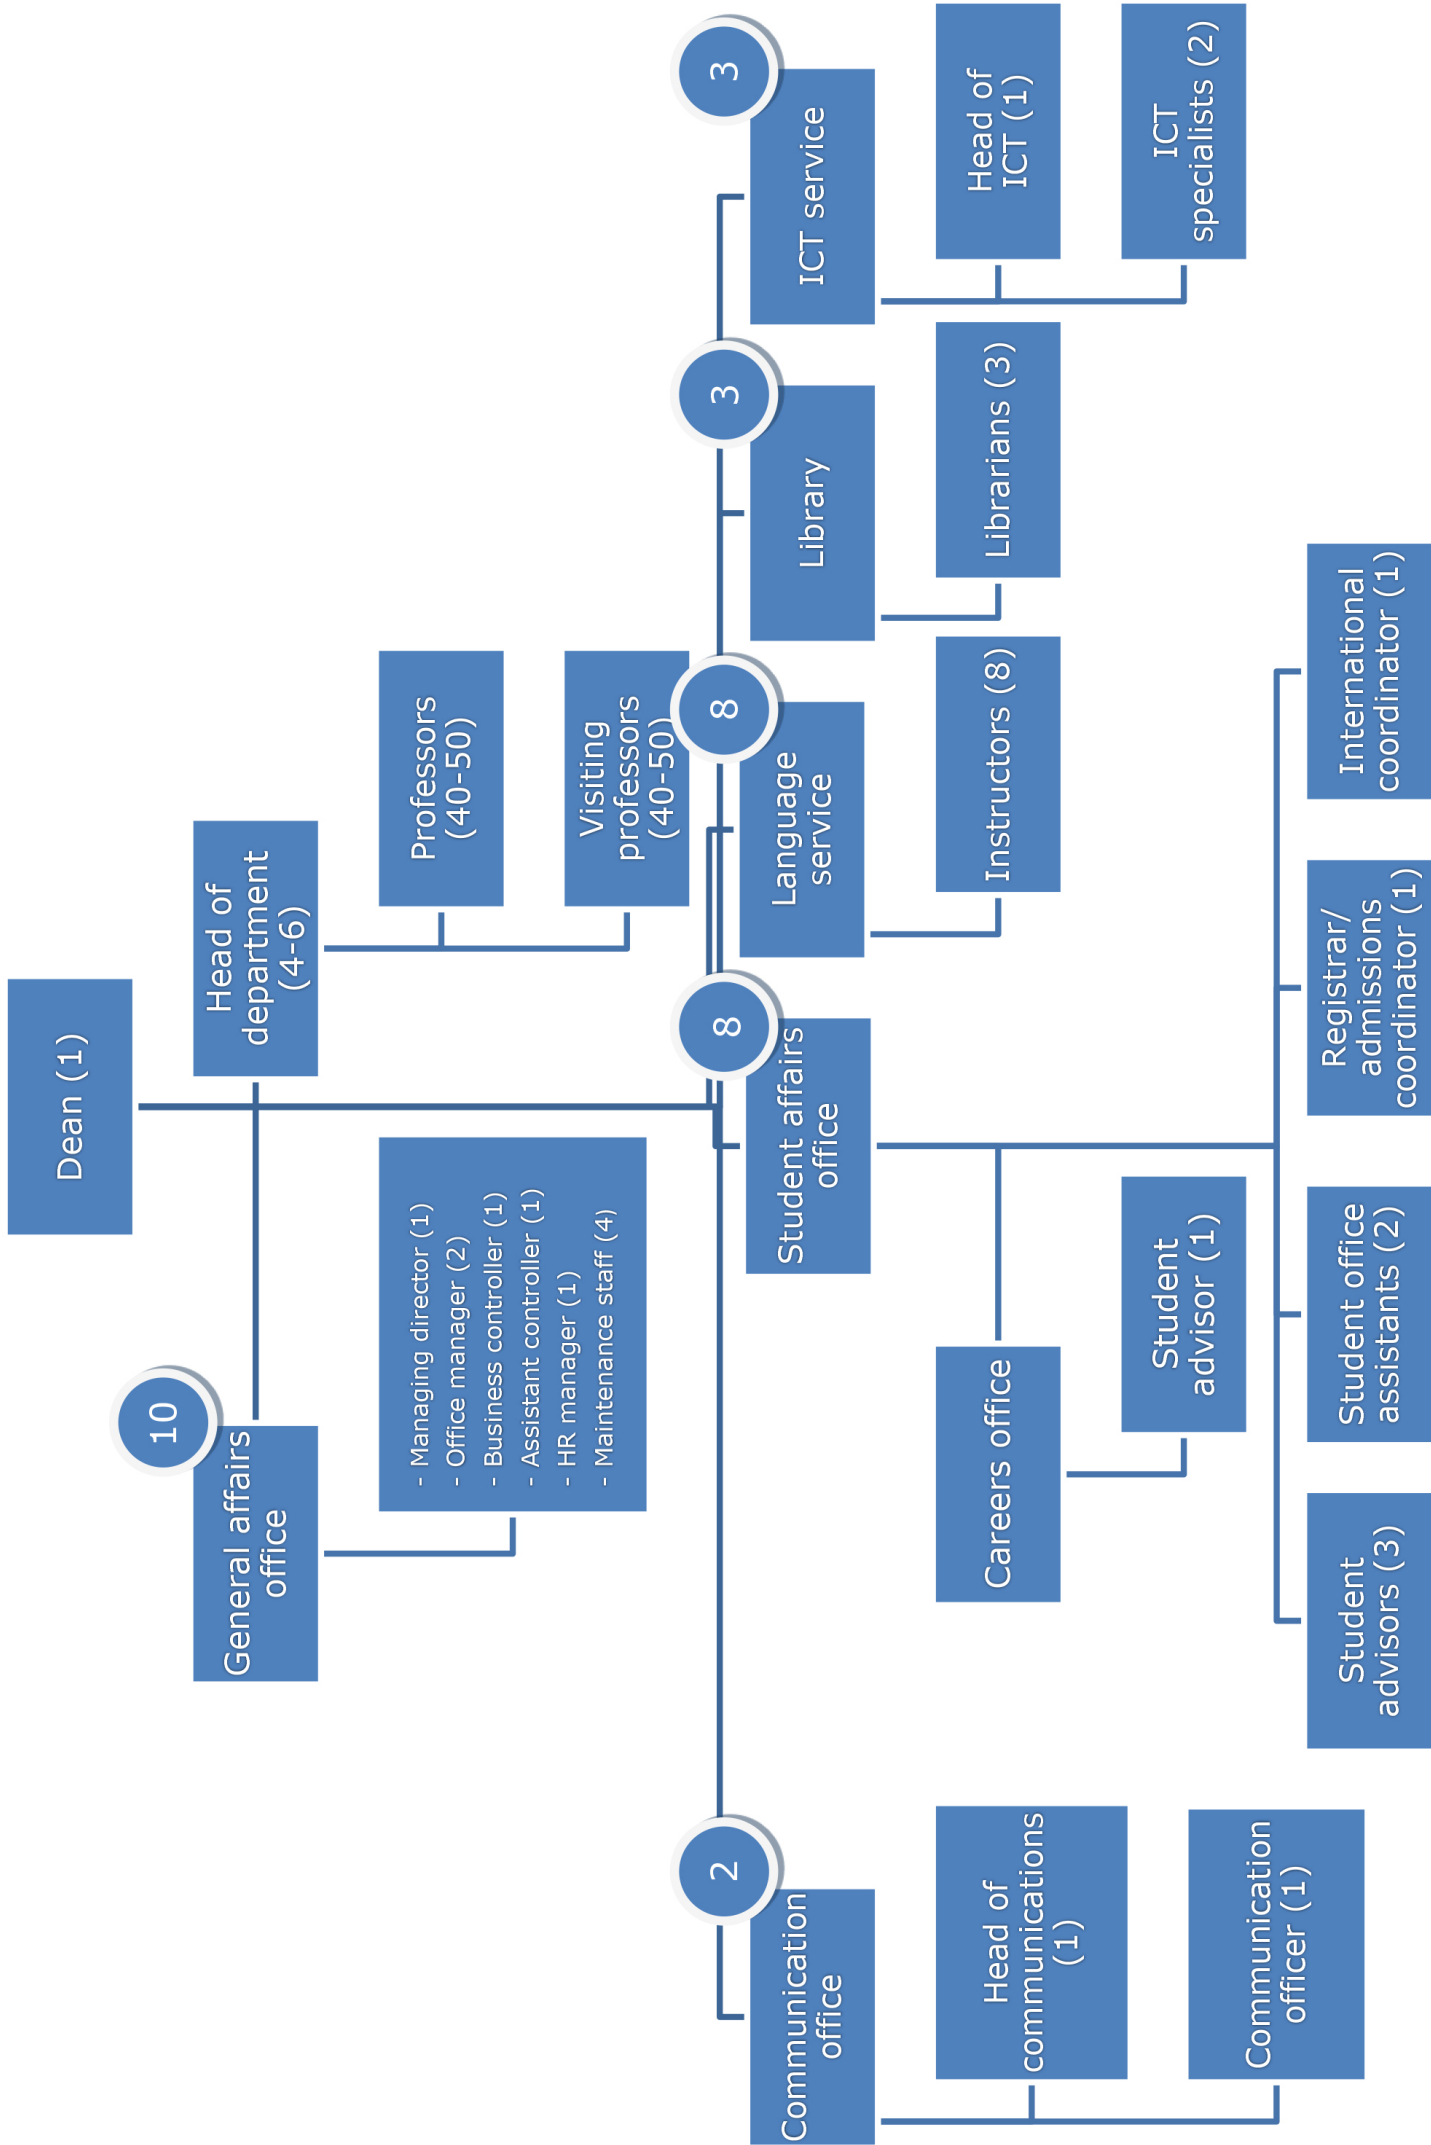 Dean (1)
10
General affairs
office
Head of
department
(4-6)
- Managing director (1)
- Office manager (2)
- Business controller (1)
- Assistant controller (1)
- HR manager (1)
- Maintenance staff (4)
Professors
(40-50)
Visiting
professors
(40-50)
2
Communication
office
8
Student affairs
office
8
Language
service
3
Library
3
ICT service
Head of
communications
(1)
Communication
officer (1)
Careers office
Student
advisor (1)
Instructors (8)
Librarians (3)
Head of
ICT (1)
ICT
specialists (2)
Student
advisors (3)
Student office
assistants (2)
Registrar/
admissions
coordinator (1)
International
coordinator (1)